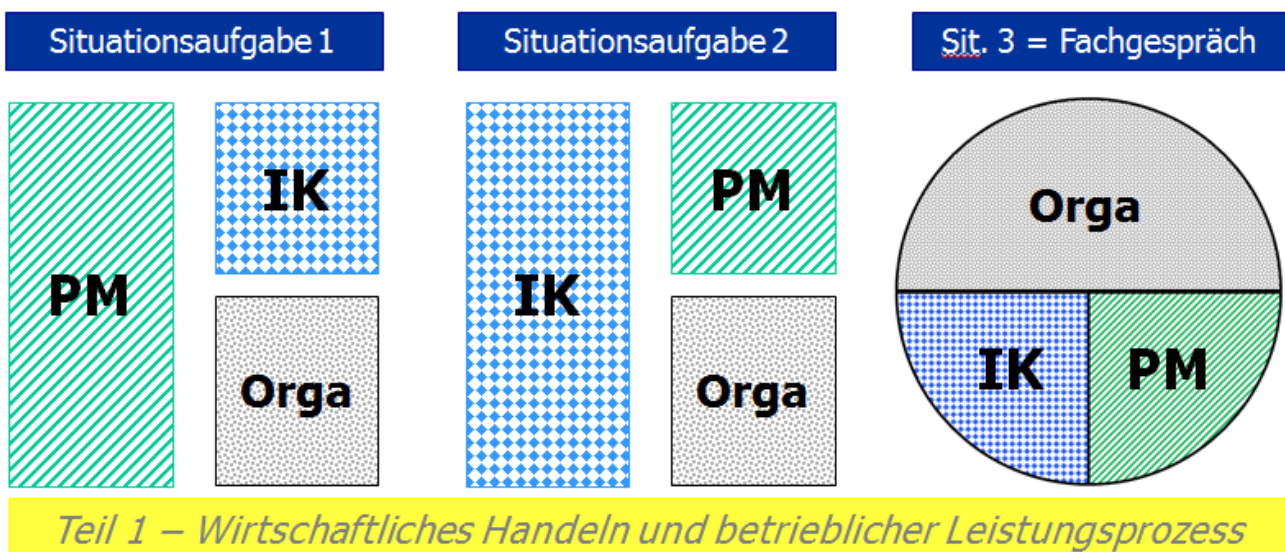 Situationsaufgabe 1
Situationsaufgabe 2
Sit. 3 = Fachgespräch
PM
IK
Orga
IK
PM
Orga
Orga
IK
PM
Teil 1 – Wirtschaftliches Handeln und betrieblicher Leistungsprozess